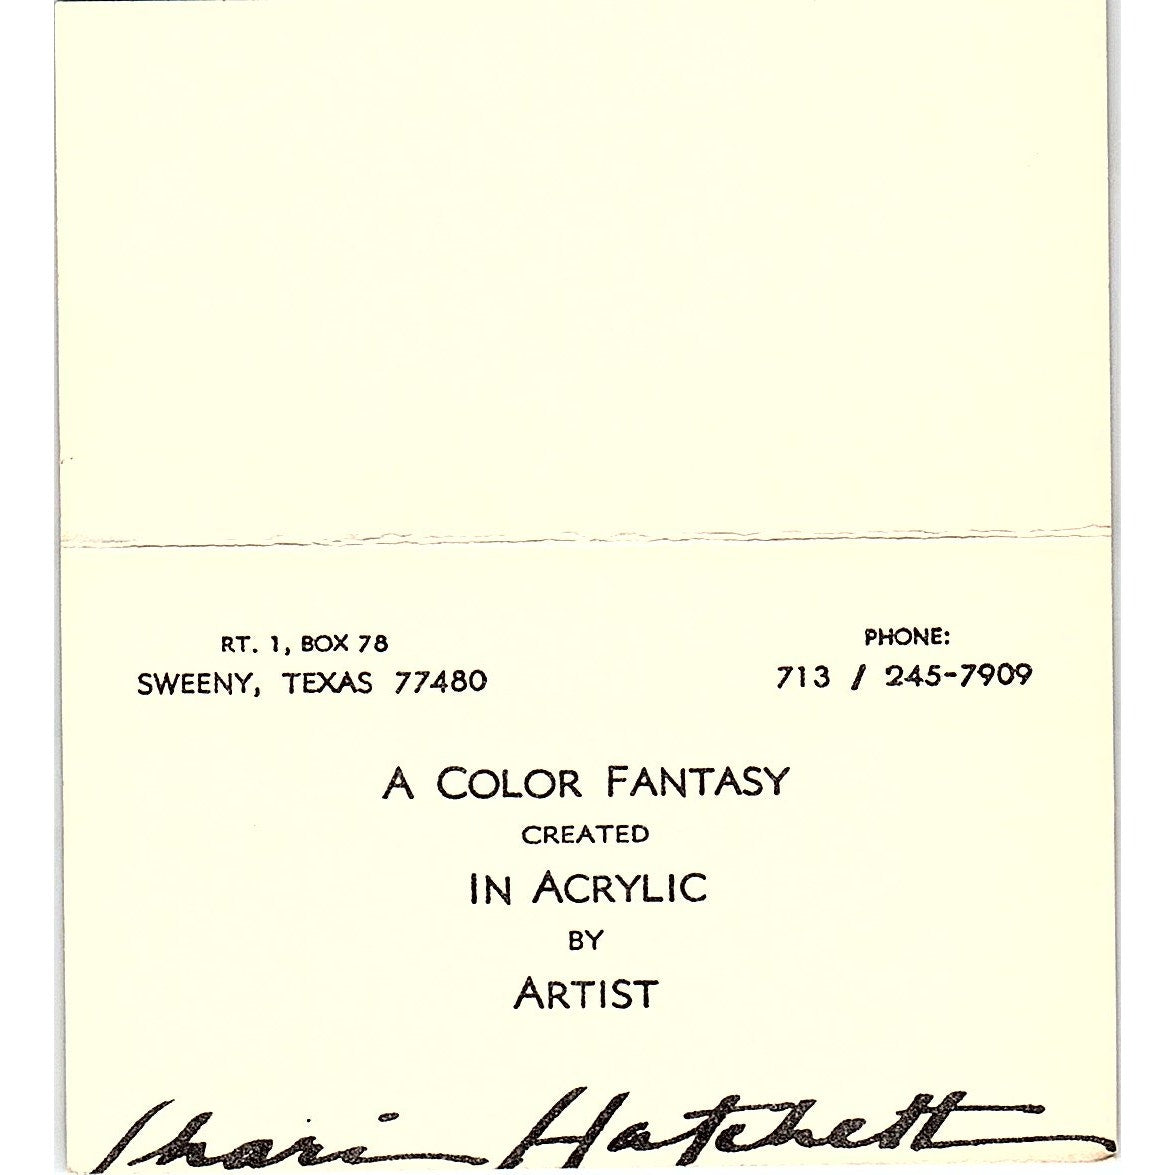 RT. 1, BOX 78
SWEENY, TEXAS 77480
PHONE:
713 / 245-7909
A COLOR FANTASY
CREATED
IN ACRYLIC
BY
ARTIST
Shari Hatchett